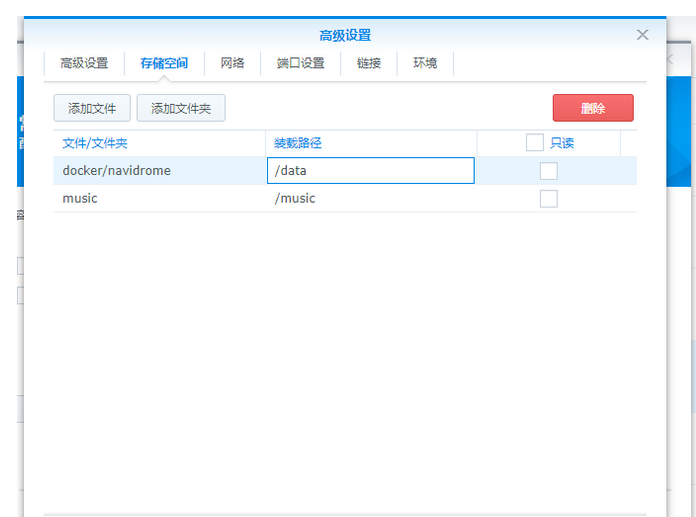 高级设置
高级设置 存储空间 网络 端口设置 链接 环境
添加文件 添加文件夹 删除
文件/文件夹 装载路径 只读
docker/navidrome /data
music /music